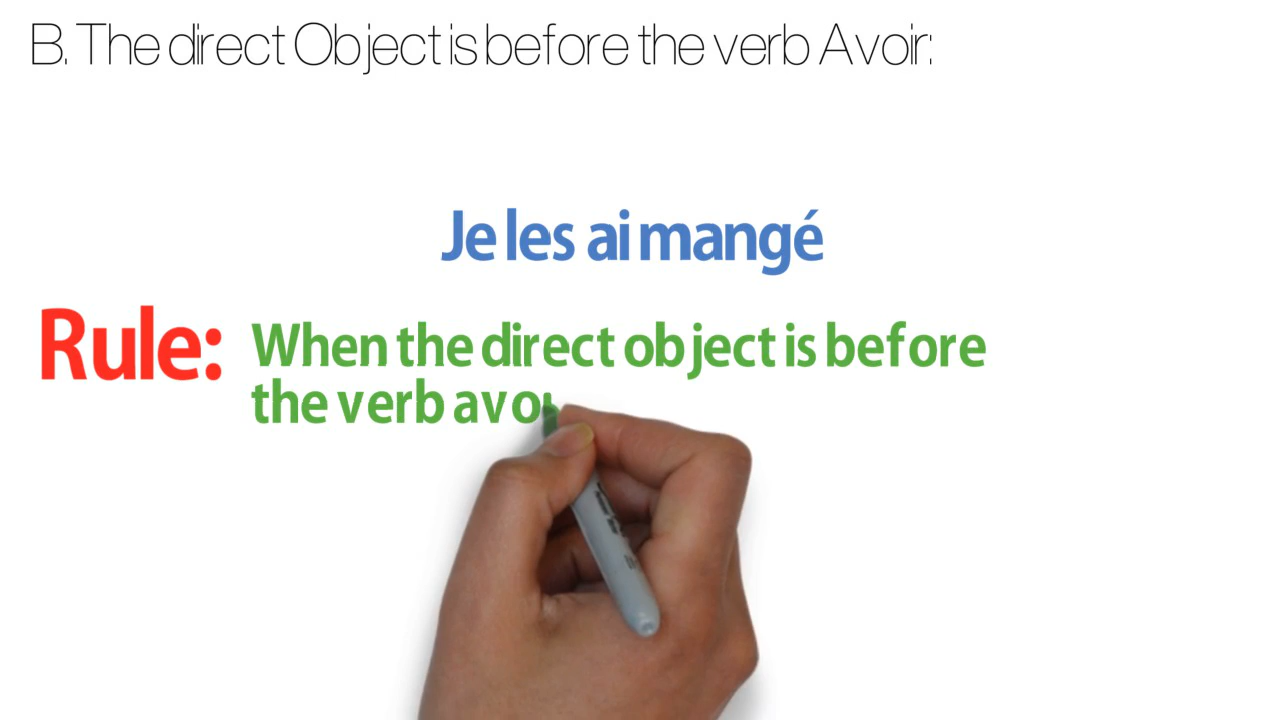 B. The direct Object is before the verb Avoir:
Je les ai mangé
Rule: When the direct object is before
the verb